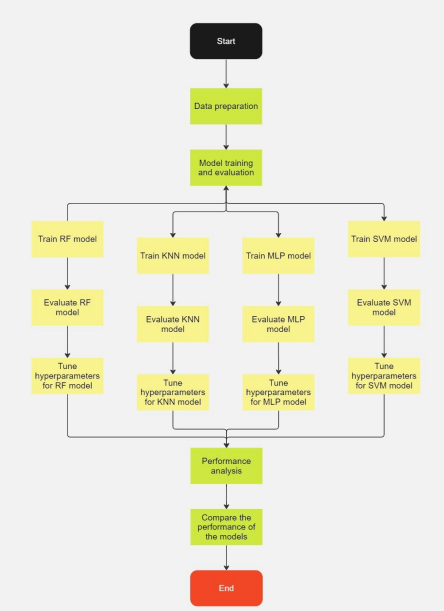 Start
Data preparation
Model training
and evaluation
Train RF model
Train KNN model
Train MLP model
Train SVM model
Evaluate RF
model
Evaluate KNN
model
Evaluate MLP
model
Evaluate SVM
model
Tune
hyperparameters
for RF model
Tune
hyperparameters
for KNN model
Tune
hyperparameters
for MLP model
Tune
hyperparameters
for SVM model
Performance
analysis
Compare the
performance of
the models
End